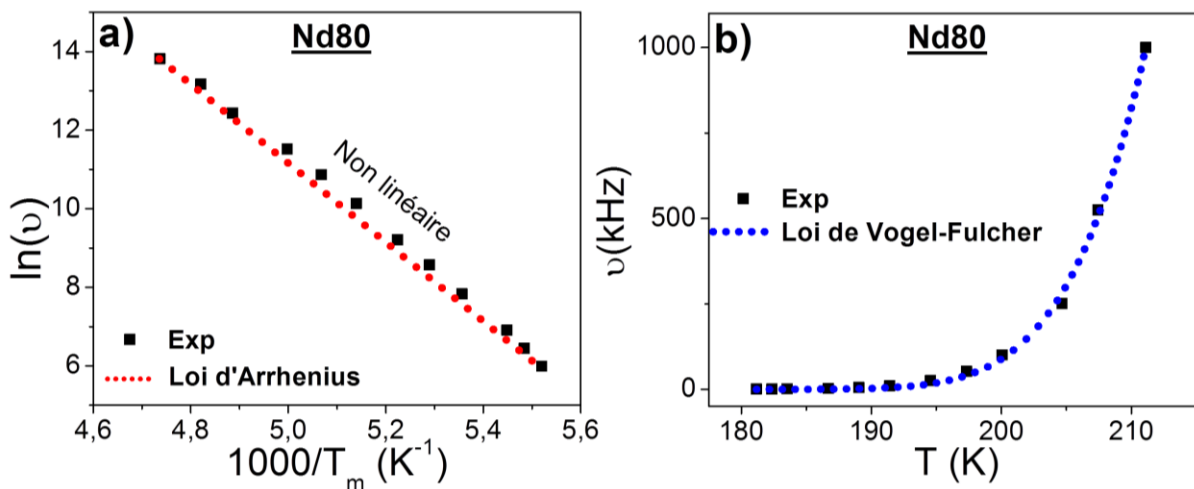 a)
Nd80
ln(υ)
14
12
10
8
6
Non linéaire
Exp
Loi d'Arrhenius
4,6
4,8
5,0
5,2
5,4
5,6
1000/Tm (K-1)
b)
Nd80
υ(kHz)
1000
500
0
Exp
Loi de Vogel-Fulcher
180
190
200
210
T (K)